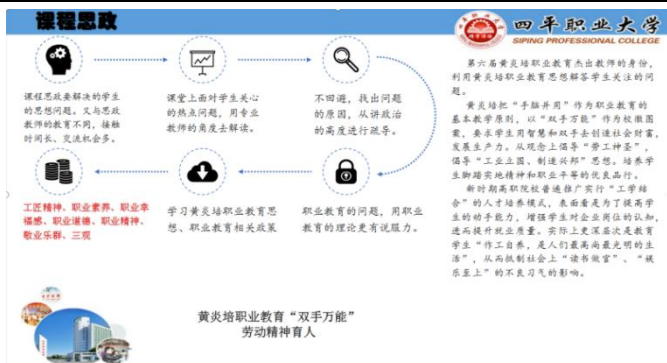 课程思政
四平职业大学
SIPING PROFESSIONAL COLLEGE
课程思政要解决的学生
的思想问题。又与思政
教师的教育不同，接触
时间长、交流机会多。
课堂上面对学生关心
的热点问题，用专业
教师的角度去解读。
不回避，找出问题
的原因，从讲政治
的高度进行疏导。
工匠精神、职业素养、职业幸
福感、职业道德、职业精神、
敬业乐群、三观
学习黄炎培职业教育思
想、职业教育相关政策
职业教育的问题，用职业
教育的理论更有说服力。
黄炎培职业教育“双手万能”
劳动精神育人
第六届黄炎培职业教育杰出教师的身份，
利用黄炎培职业教育思想解答学生关注的问
题。
黄炎培把“手脑并用”作为职业教育的
基本教学原则，以“双手万能”作为校徽图
案，要求学生用智慧和双手去创造社会财富，
发展生产力。从观念上倡导“劳工神圣”，
倡导“工业立国、制造兴邦”思想。培养学
生脚踏实地精神和职业平等的优良品行。
新时期高职院校普遍推广实行“工学结
合”的人才培养模式，表面看是为了提高学
生的动手能力，增强学生对企业岗位的认知，
进而提升就业质量。实际上更深层次是教育
学生“作工自养，是人们最高尚最光明的生
活”，从而抵制社会上“读书做官”、“娱
乐至上”的不良习气的影响。